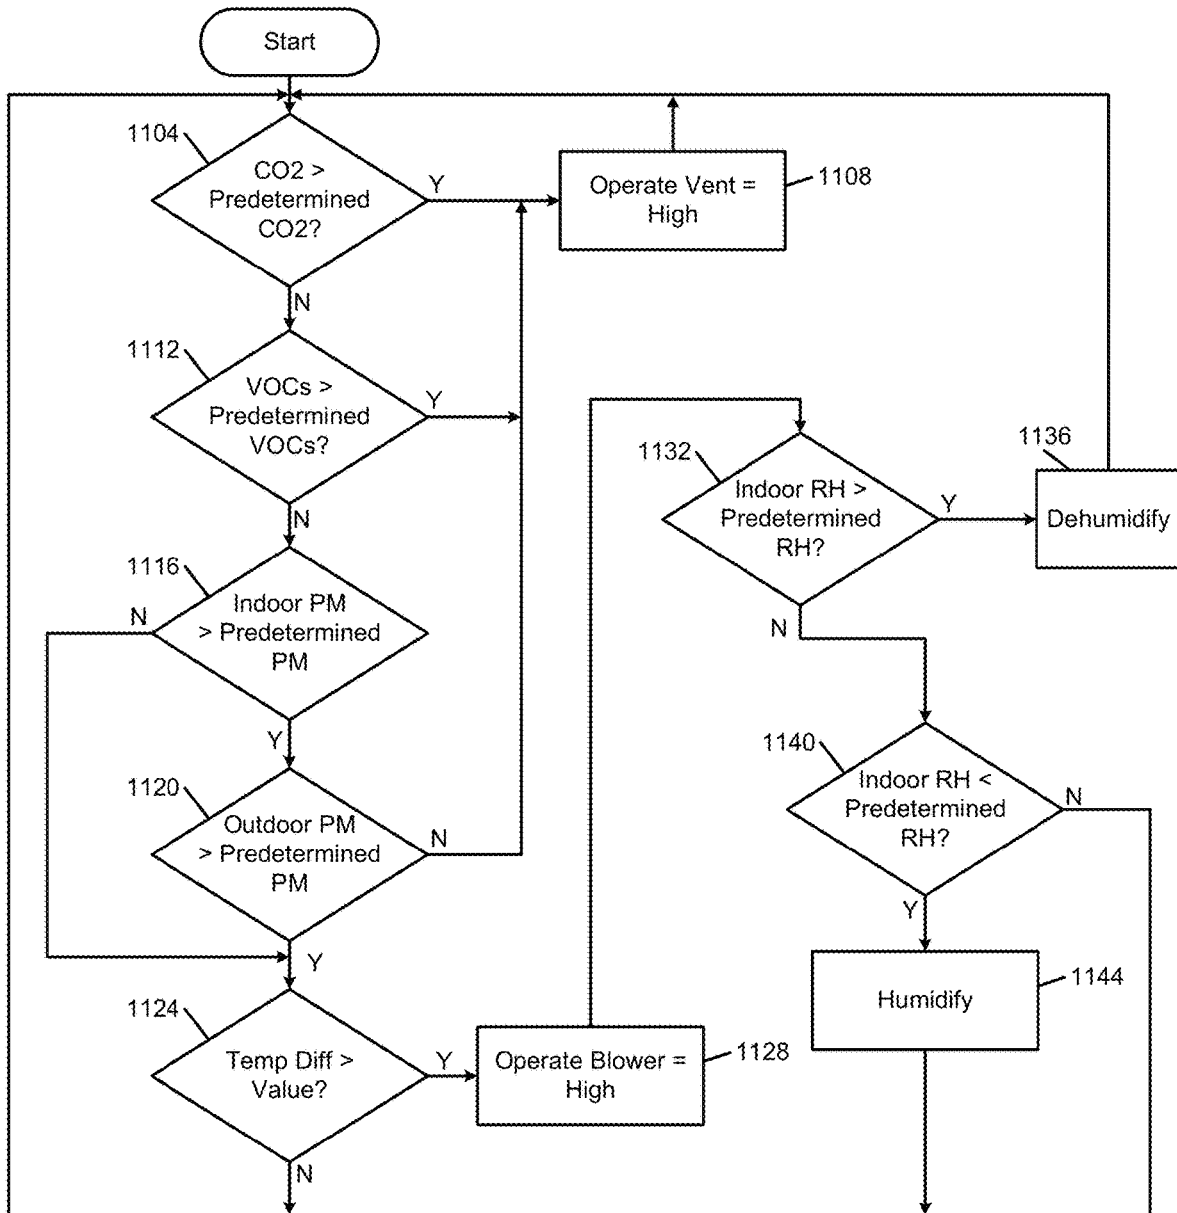 Start
1104
CO2 >
Predetermined
CO2?
Y
Operate Vent =
High
1108
N
1112
VOCs >
Predetermined
VOCs?
Y
N
1116
Indoor PM
> Predetermined
PM
N
Y
1120
Outdoor PM
> Predetermined
PM
N
Y
1124
Temp Diff >
Value?
Y
N
Operate Blower =
High
1128
1132
Indoor RH >
Predetermined
RH?
Y
1136
Dehumidify
N
1140
Indoor RH <
Predetermined
RH?
N
Y
Humidify
1144